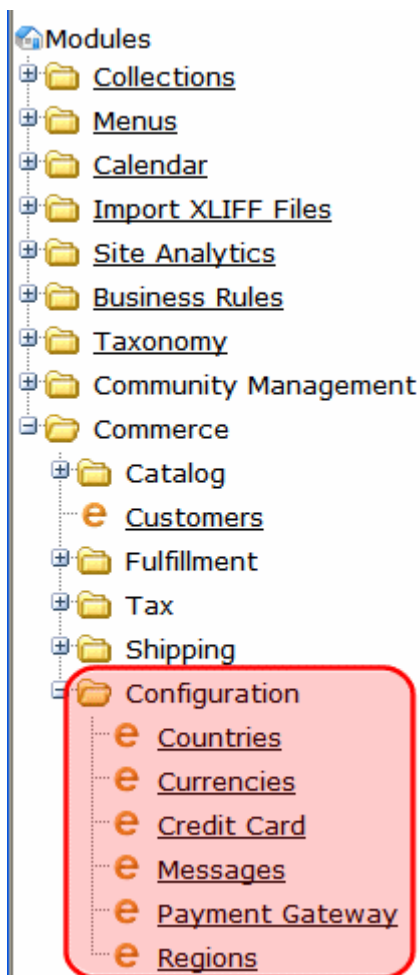 Modules
Collections
Menus
Calendar
Import XLIFF Files
Site Analytics
Business Rules
Taxonomy
Community Management
Commerce
Catalog
Customers
Fulfillment
Tax
Shipping
Configuration
Countries
Currencies
Credit Card
Messages
Payment Gateway
Regions